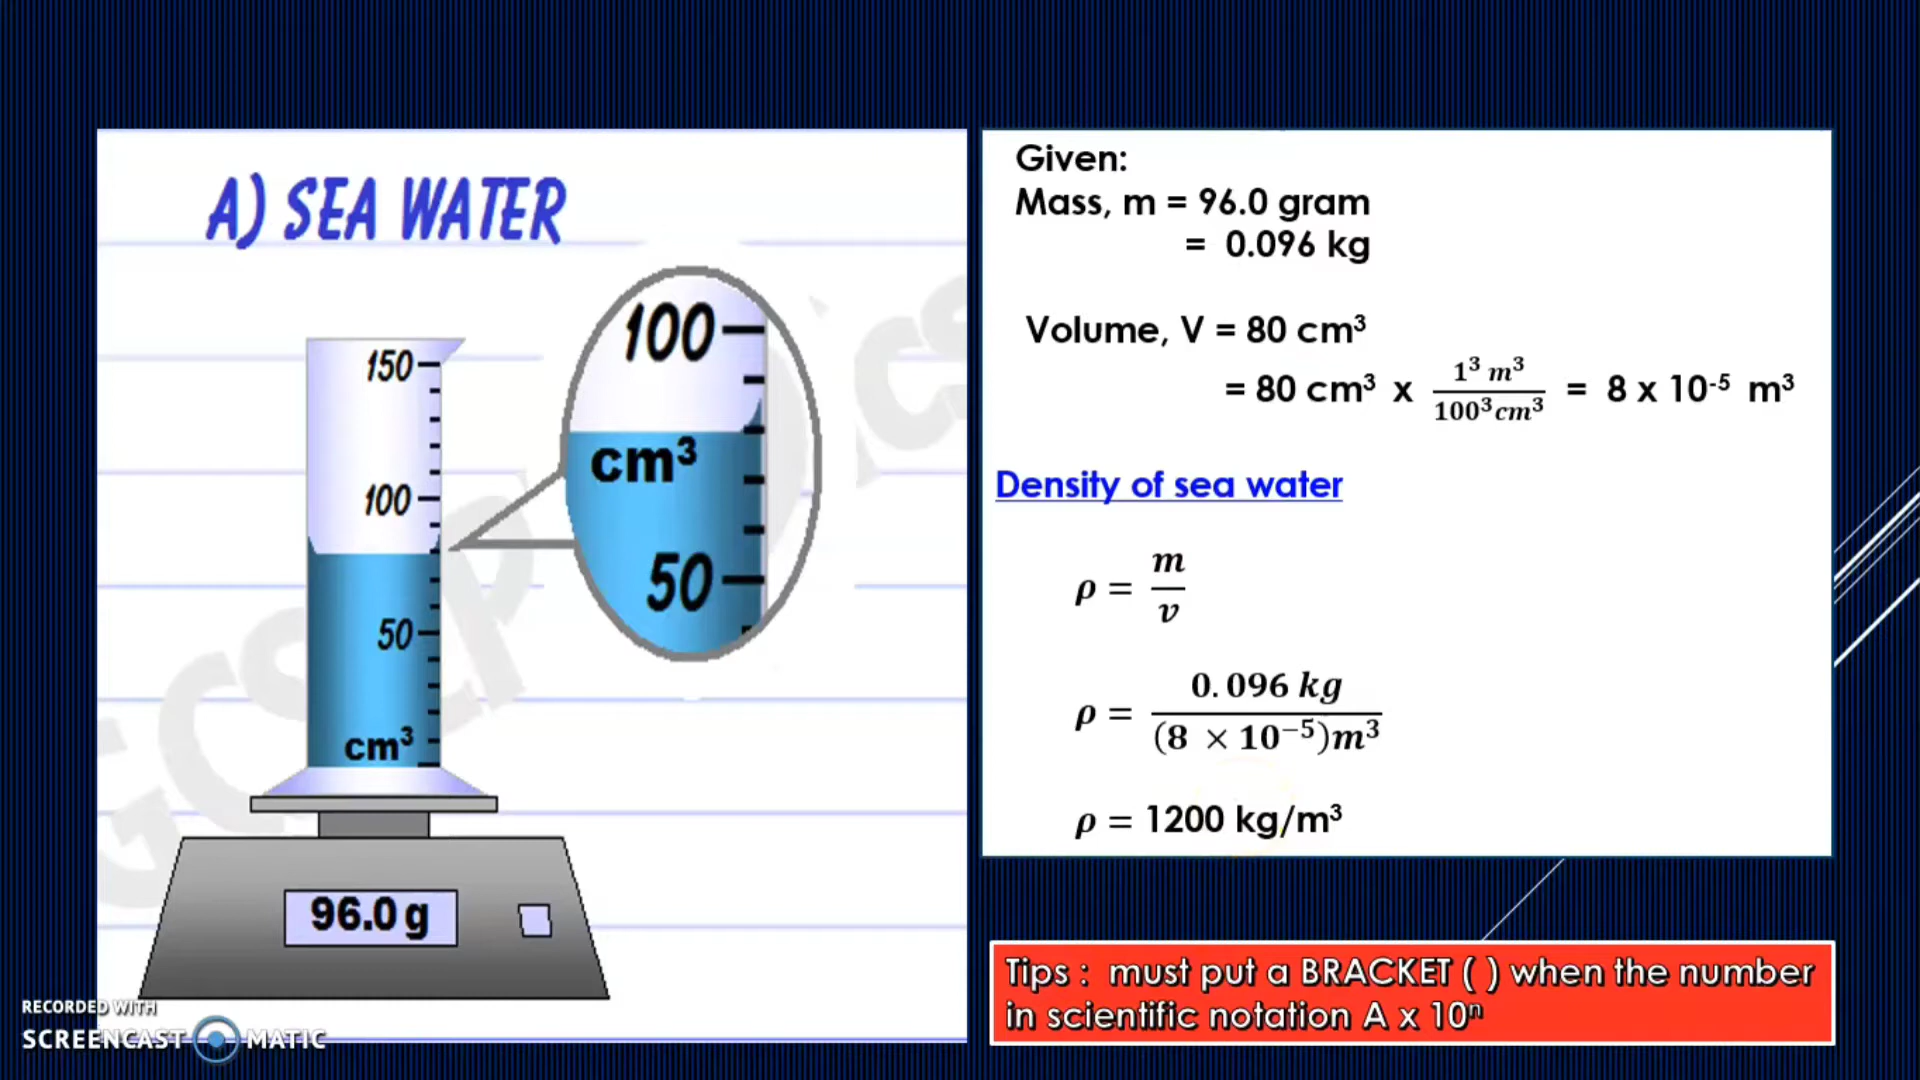 A) SEA WATER
150
100
50
cm³
100
cm³
50
96.0 g
Given:
Mass, m = 96.0 gram
= 0.096 kg
Volume, V = 80 cm³
= 80 cm³ x 1³ m³ / 100³ cm³ = 8 x 10⁻⁵ m³
Density of sea water
ρ = m / v
ρ = 0.096 kg / (8 × 10⁻⁵)m³
ρ = 1200 kg/m³
Tips : must put a BRACKET ( ) when the number
in scientific notation A x 10ⁿ
RECORDED WITH
SCREENCAST MATIC